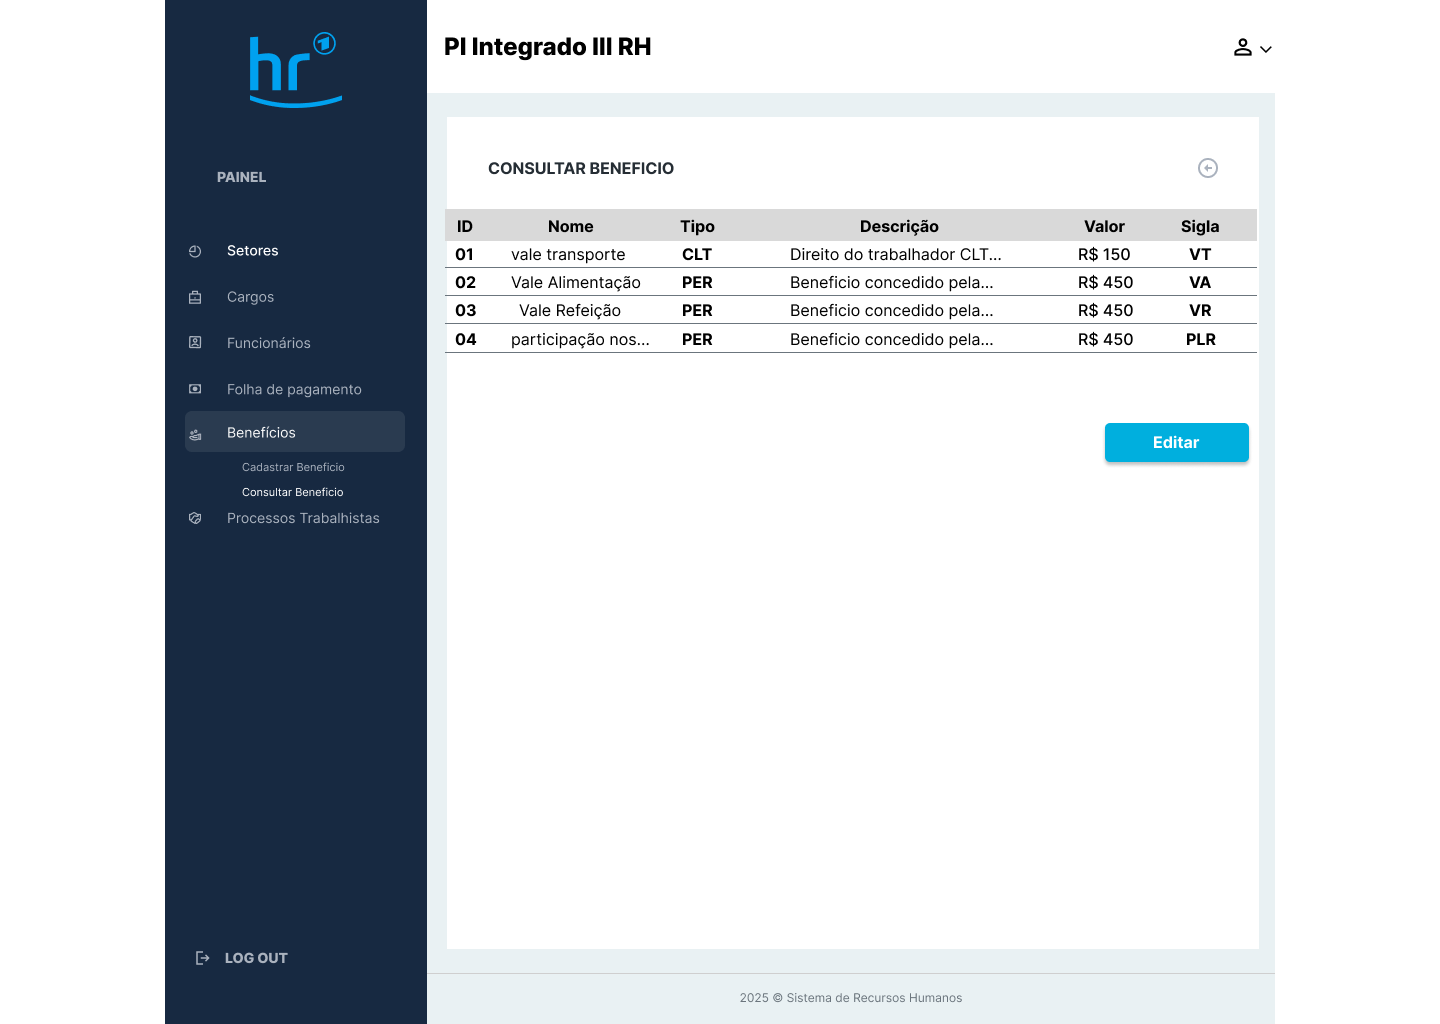 hr
PI Integrado III RH
PAINEL
Setores
Cargos
Funcionários
Folha de pagamento
Benefícios
Cadastrar Beneficio
Consultar Beneficio
Processos Trabalhistas
LOG OUT
CONSULTAR BENEFICIO
ID Nome Tipo Descrição Valor Sigla
01 vale transporte CLT Direito do trabalhador CLT... R$ 150 VT
02 Vale Alimentação PER Beneficio concedido pela... R$ 450 VA
03 Vale Refeição PER Beneficio concedido pela... R$ 450 VR
04 participação nos... PER Beneficio concedido pela... R$ 450 PLR
Editar
2025 © Sistema de Recursos Humanos